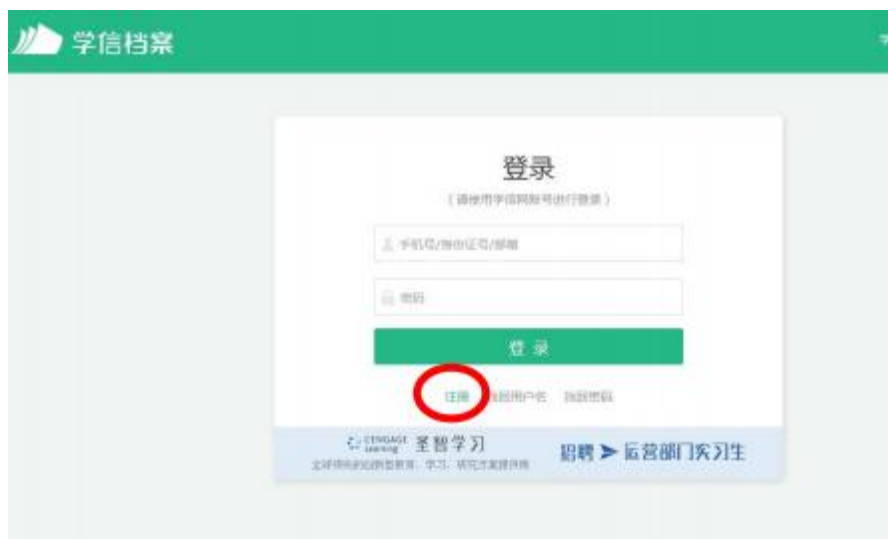 学信档案
登录
（请使用学信网账号进行登录）
手机号/身份证号/邮箱
密码
登 录
注册 找回用户名 找回密码
CENGAGE Learning 圣智学习 招聘 运营部门实习生